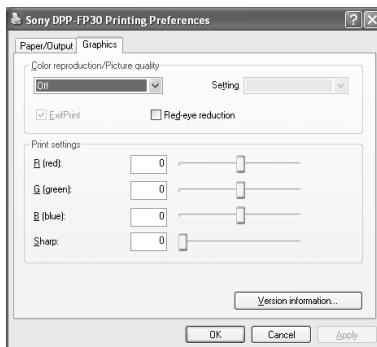 Sony DPP-FP30 Printing Preferences
Paper/Output Graphics
Color reproduction/Picture quality
Off Setting
ExifPrint Red-eye reduction
Print settings
R (red): 0
G (green): 0
B (blue): 0
Sharp: 0
Version information...
OK Cancel Apply